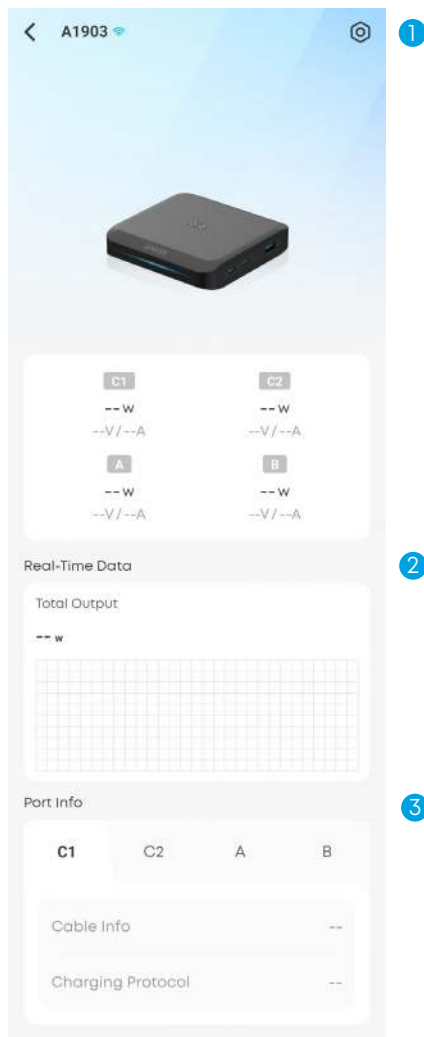 A1903
1
C1 C2
--W --W
--V/--A --V/--A
A B
--W --W
--V/--A --V/--A
Real-Time Data
2
Total Output
--w
Port Info
3
C1 C2 A B
Cable Info --
Charging Protocol --